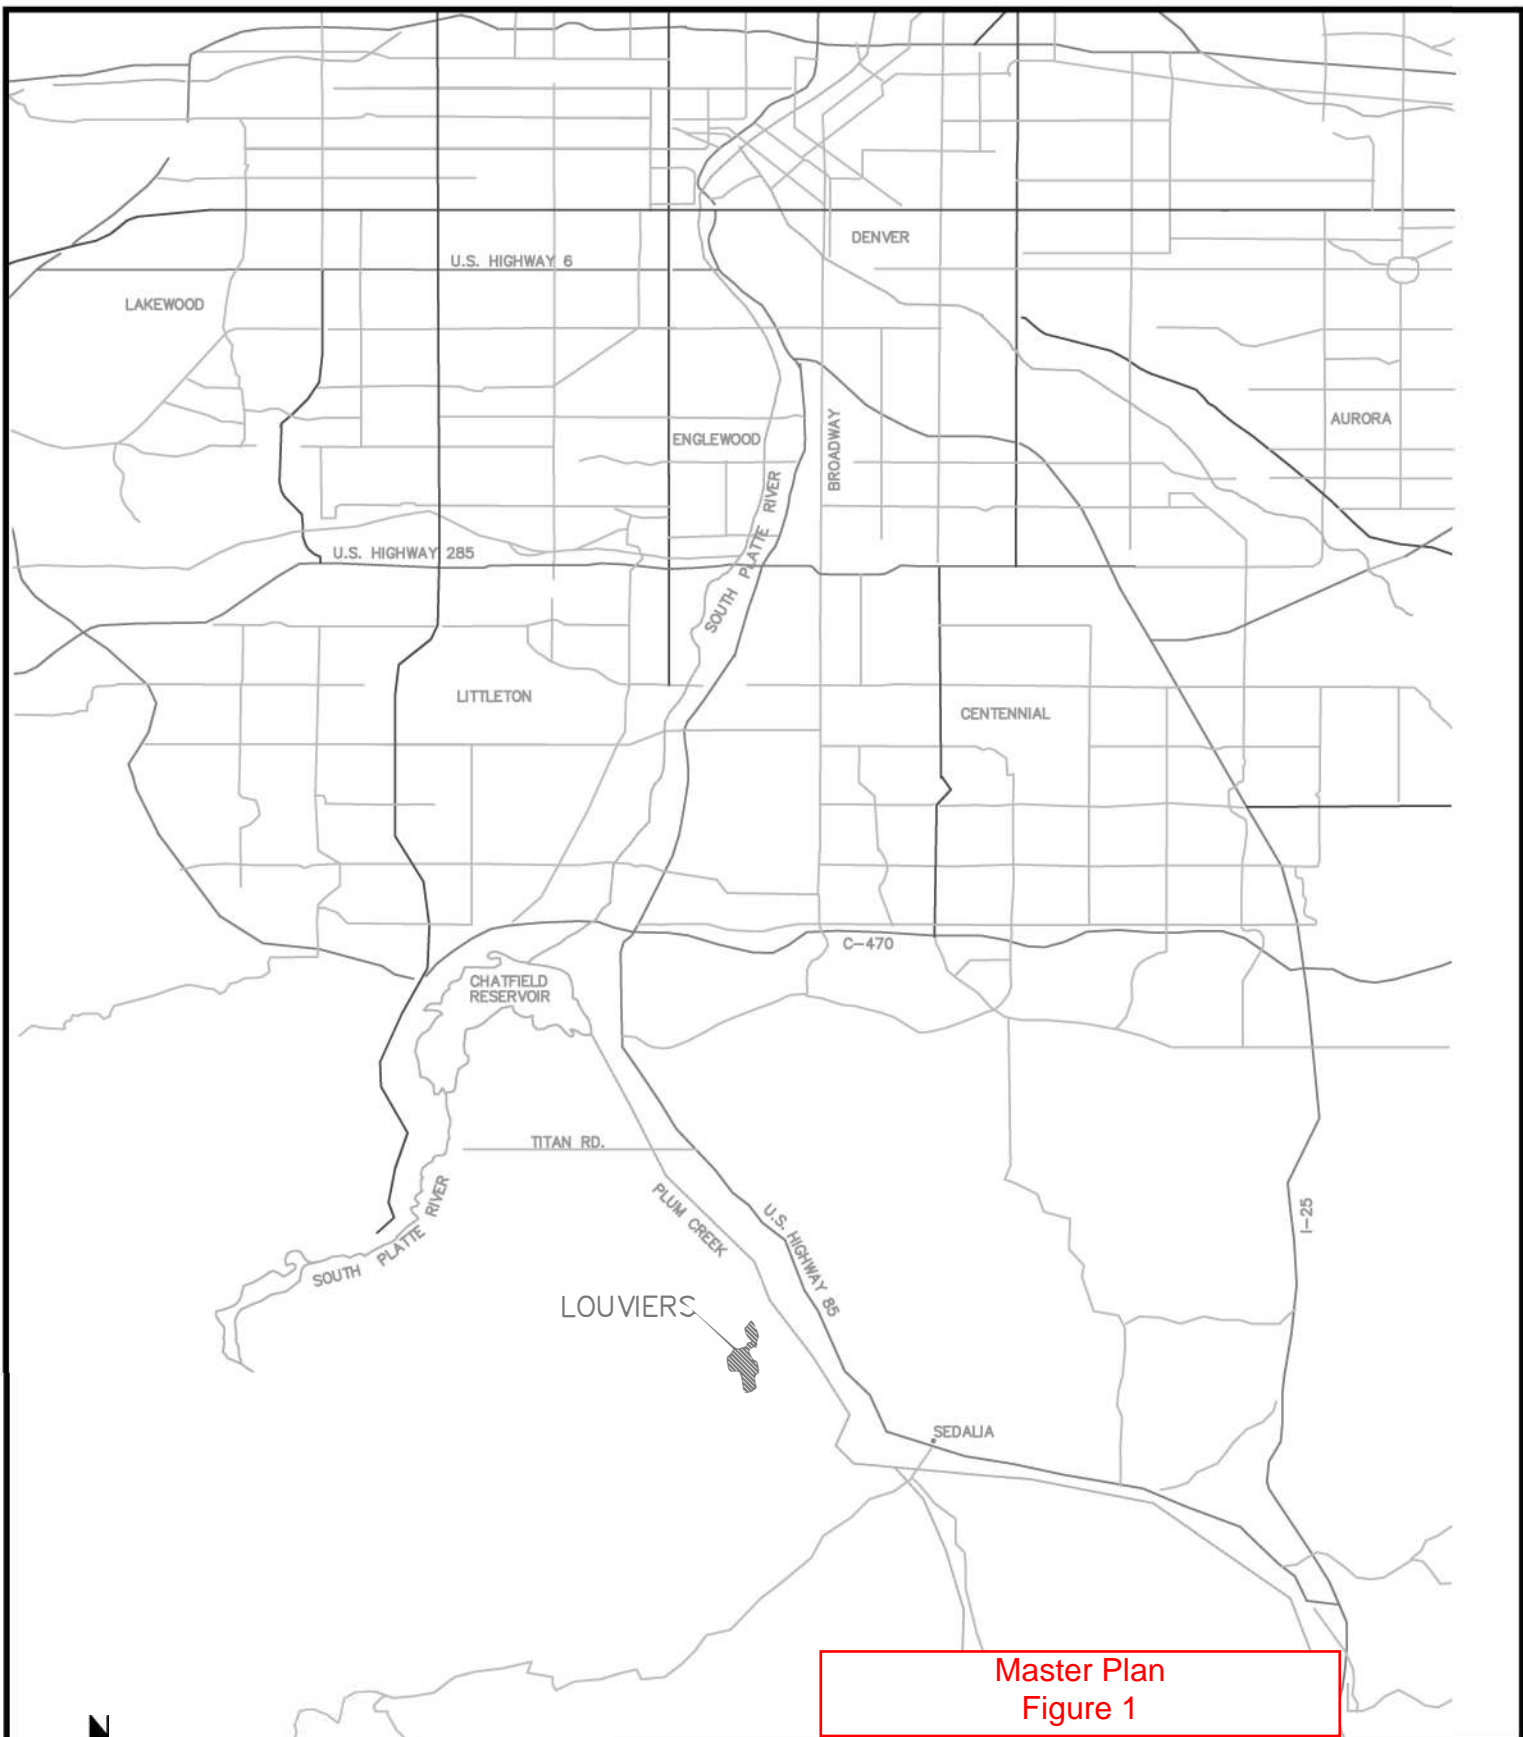 DENVER
U.S. HIGHWAY 6
LAKEWOOD
BROADWAY
AURORA
ENGLEWOOD
SOUTH PLATTE RIVER
U.S. HIGHWAY 285
LITTLETON
CENTENNIAL
C-470
CHATFIELD
RESERVOIR
TITAN RD.
SOUTH PLATTE RIVER
PLUM CREEK
U.S. HIGHWAY 85
I-25
LOUVIERS
SEDALIA
Master Plan
Figure 1
N